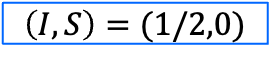 (I,S) = (1/2,0)